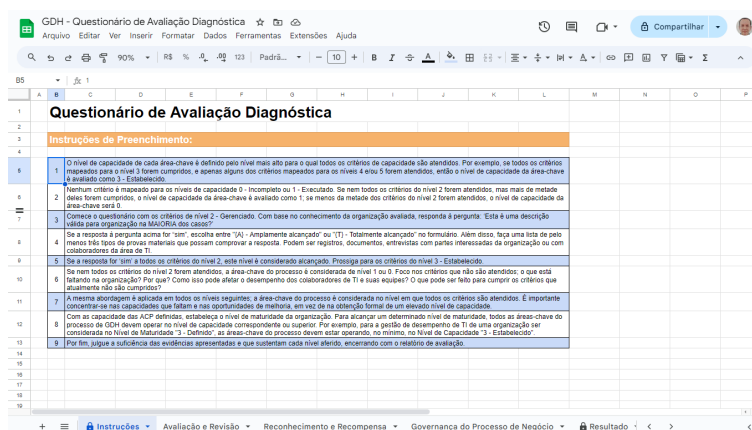 GDH - Questionário de Avaliação Diagnóstica
Arquivo Editar Ver Inserir Formatar Dados Ferramentas Extensões Ajuda
Compartilhar
90% R$ % .0 .00 123 Padrã... - 10 + B I A
B5 fx 1
A B C D E F G H I J K L M N O P
1 Questionário de Avaliação Diagnóstica
2
3 Instruções de Preenchimento:
4
5 1 O nível de capacidade de cada área-chave é definido pelo nível mais alto para o qual todos os critérios de capacidade são atendidos. Por exemplo, se todos os critérios
mapeados para o nível 3 forem cumpridos, e apenas alguns dos critérios mapeados para os níveis 4 e/ou 5 forem atendidos, então o nível de capacidade da área-chave
é avaliado como 3 - Estabelecido.
6 2 Nenhum critério é mapeado para os níveis de capacidade 0 - Incompleto ou 1 - Executado. Se nem todos os critérios do nível 2 forem atendidos, mas mais de metade
deles forem cumpridos, o nível de capacidade da área-chave é avaliado como 1; se menos da metade dos critérios do nível 2 forem atendidos, o nível de capacidade da
área-chave será 0.
7 3 Comece o questionário com os critérios de nível 2 - Gerenciado. Com base no conhecimento da organização avaliada, responda à pergunta: 'Esta é uma descrição
válida para organização na MAIORIA dos casos?'
8 4 Se a resposta à pergunta acima for "sim", escolha entre "(A) - Amplamente alcançado" ou "(T) - Totalmente alcançado" no formulário. Além disso, faça uma lista de pelo
menos três tipos de provas materiais que possam comprovar a resposta. Podem ser registros, documentos, entrevistas com partes interessadas da organização ou com
colaboradores da área de TI.
9 5 Se a resposta for 'sim' a todos os critérios do nível 2, este nível é considerado alcançado. Prossiga para os critérios do nível 3 - Estabelecido.
10 6 Se nem todos os critérios do nível 2 forem atendidos, a área-chave do processo é considerada de nível 1 ou 0. Foco nos critérios que não são atendidos; o que está
faltando na organização? Por que? Como isso pode afetar o desempenho dos colaboradores de TI e suas equipes? O que pode ser feito para cumprir os critérios que
atualmente não são cumpridos?
11 7 A mesma abordagem é aplicada em todos os níveis seguintes: a área-chave do processo é considerada no nível em que todos os critérios são atendidos. É importante
concentrar-se nas capacidades que faltam e nas oportunidades de melhoria, em vez de na obtenção formal de um elevado nível de capacidade.
12 8 Com as capacidade das ACP definidas, estabeleça o nível de maturidade da organização. Para alcançar um determinado nível de maturidade, todos as áreas-chave do
processo de GDH devem operar no nível de capacidade correspondente ou superior. Por exemplo, para a gestão de desempenho de TI de uma organização ser
considerada no Nível de Maturidade "3 - Definido", as áreas-chave do processo devem estar operando, no mínimo, no Nível de Capacidade "3 - Estabelecido".
13 9 Por fim, julgue a suficiência das evidências apresentadas e que sustentam cada nível aferido, encerrando com o relatório de avaliação.
14
15
16
17
18
19
+ Instruções Avaliação e Revisão Reconhecimento e Recompensa Governança do Processo de Negócio Resultado